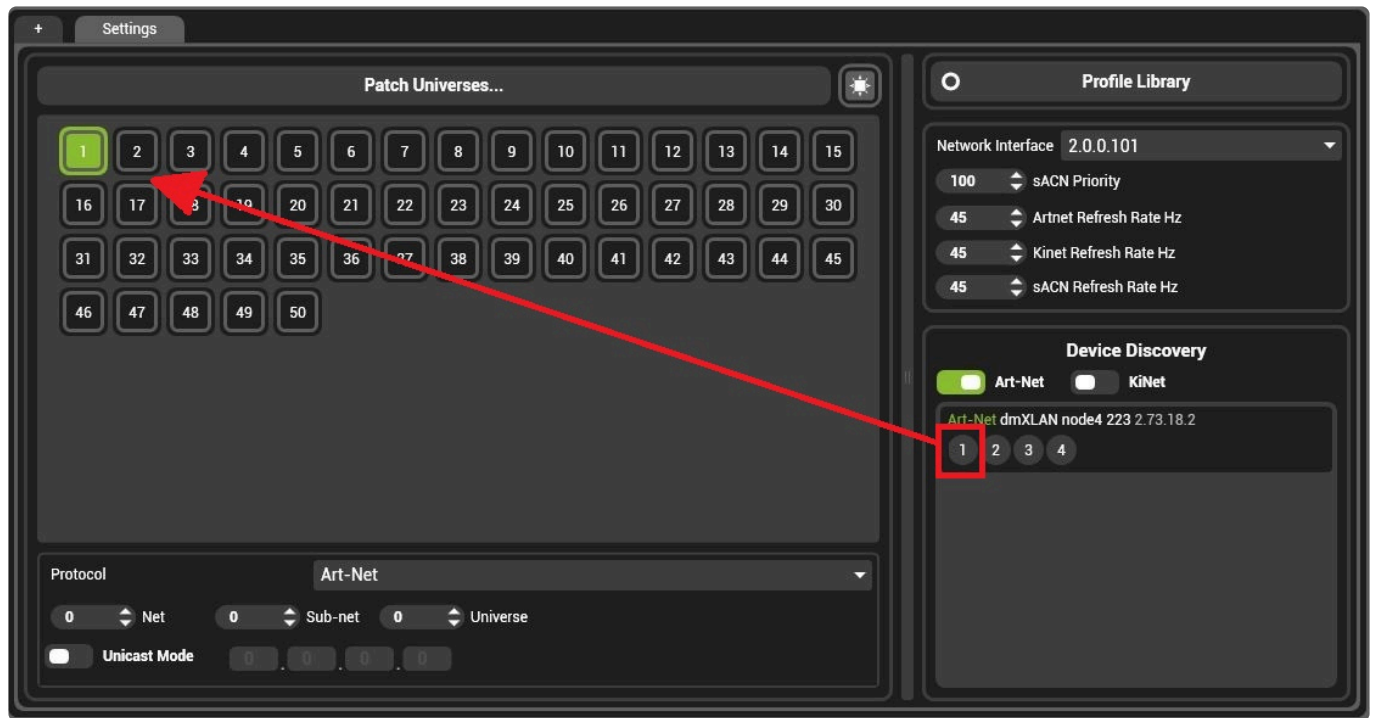 + Settings
Patch Universes...
1 2 3 4 5 6 7 8 9 10 11 12 13 14 15
16 17 18 19 20 21 22 23 24 25 26 27 28 29 30
31 32 33 34 35 36 37 38 39 40 41 42 43 44 45
46 47 48 49 50
Protocol Art-Net
0 Net 0 Sub-net 0 Universe
Unicast Mode 0 . 0 . 0 . 0
Profile Library
Network Interface 2.0.0.101
100 sACN Priority
45 Artnet Refresh Rate Hz
45 Kinet Refresh Rate Hz
45 sACN Refresh Rate Hz
Device Discovery
Art-Net KiNet
Art-Net dmXLAN node4 223 2.73.18.2
1 2 3 4